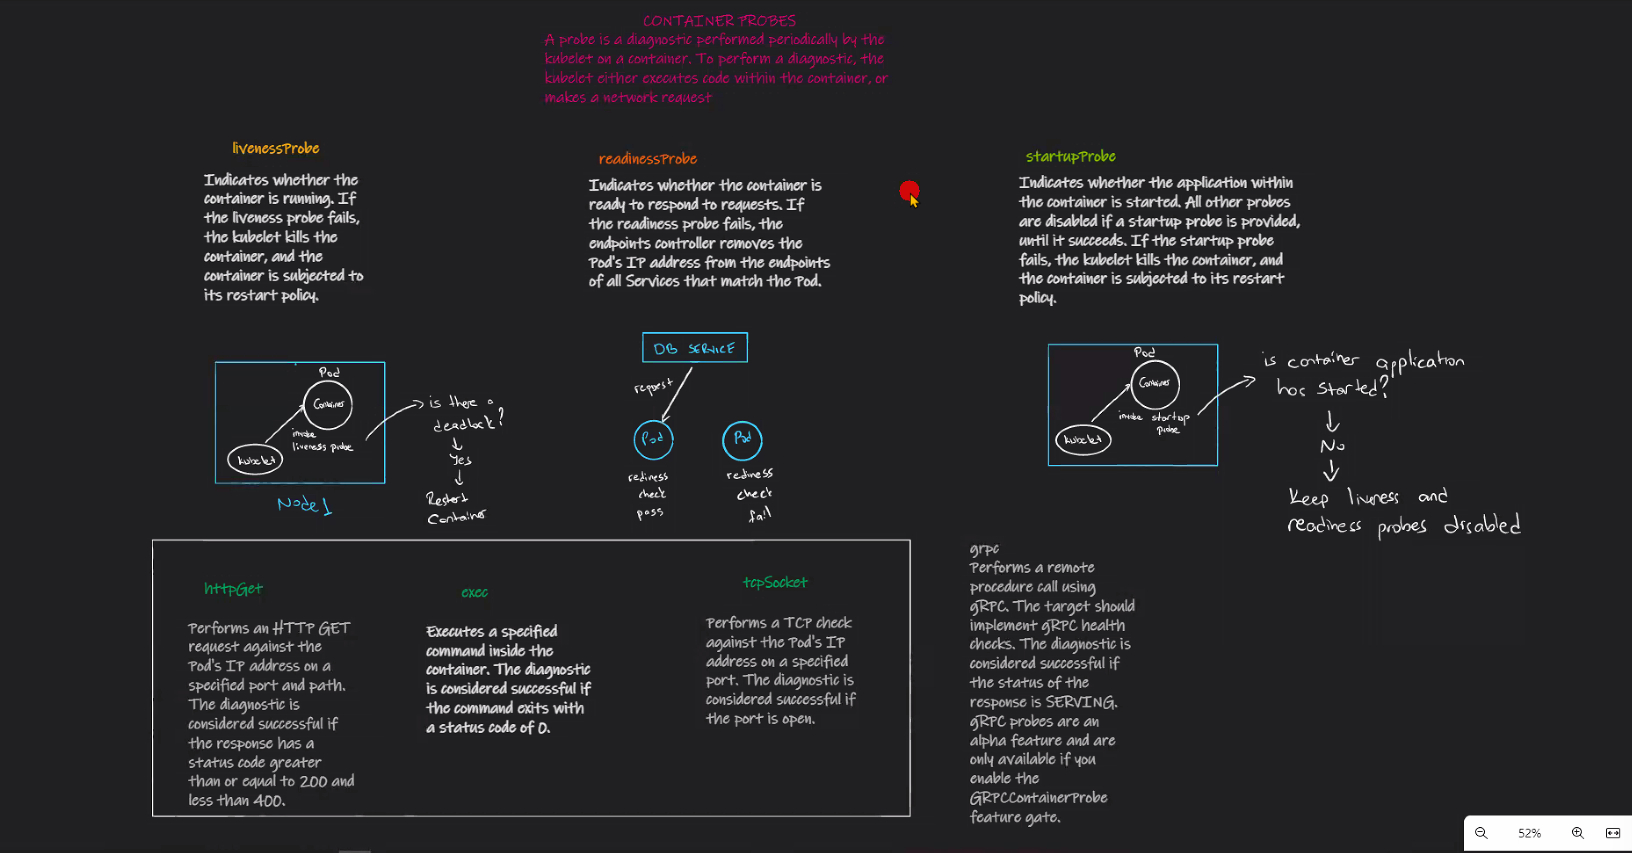 CONTAINER PROBES
A probe is a diagnostic performed periodically by the
kubelet on a container. To perform a diagnostic, the
kubelet either executes code within the container, or
makes a network request
livenessProbe
Indicates whether the
container is running. If
the liveness probe fails,
the kubelet kills the
container, and the
container is subjected to
its restart policy.
Pod
Container
invoke
liveness probe
kubelet
Node1
is there a
deadlock?
Yes
Restart
Container
readinessProbe
Indicates whether the container is
ready to respond to requests. If
the readiness probe fails, the
endpoints controller removes the
Pod's IP address from the endpoints
of all Services that match the Pod.
DB SERVICE
request
Pod
Pod
rediness
check
pass
rediness
check
fail
startupProbe
Indicates whether the application within
the container is started. All other probes
are disabled if a startup probe is provided,
until it succeeds. If the startup probe
fails, the kubelet kills the container, and
the container is subjected to its restart
policy.
Pod
Container
invoke startup
probe
kubelet
is container application
has started?
No
Keep livness and
readiness probes disabled
httpGet
Performs an HTTP GET
request against the
Pod's IP address on a
specified port and path.
The diagnostic is
considered successful if
the response has a
status code greater
than or equal to 200 and
less than 400.
exec
Executes a specified
command inside the
container. The diagnostic
is considered successful if
the command exits with
a status code of 0.
tcpSocket
Performs a TCP check
against the Pod's IP
address on a specified
port. The diagnostic is
considered successful if
the port is open.
grpc
Performs a remote
procedure call using
gRPC. The target should
implement gRPC health
checks. The diagnostic is
considered successful if
the status of the
response is SERVING.
gRPC probes are an
alpha feature and are
only available if you
enable the
GRPCContainerProbe
feature gate.
52%